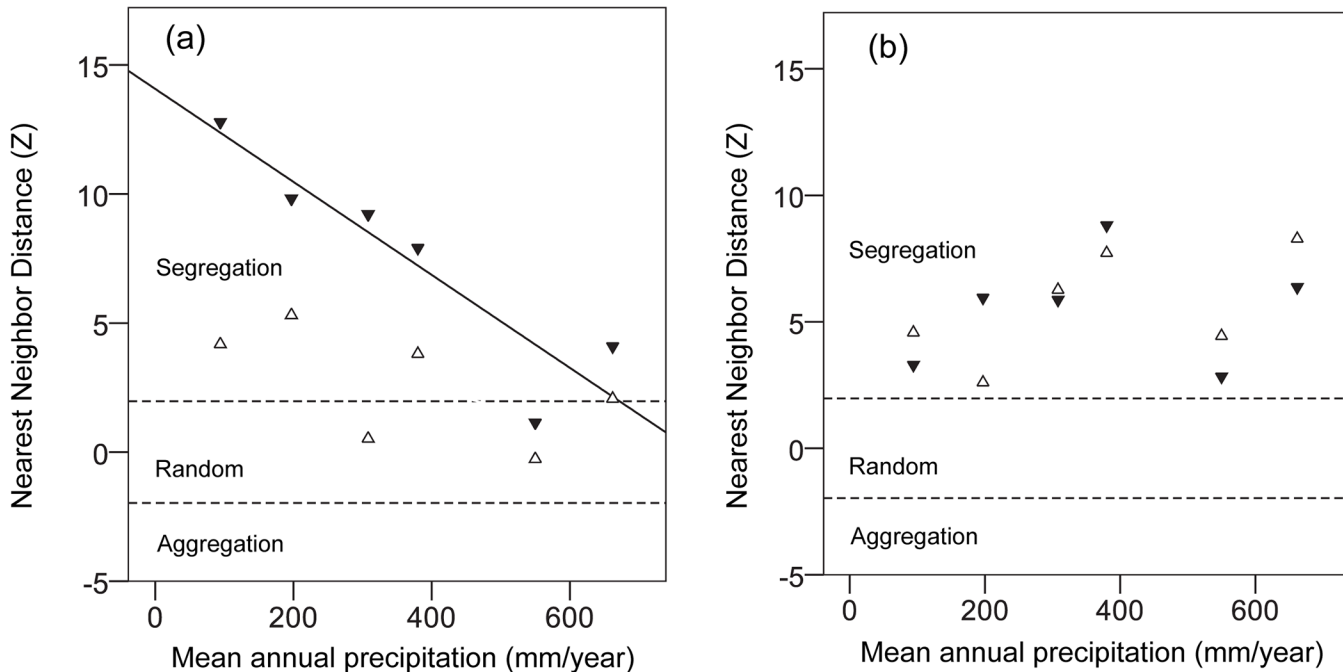 (a)
Nearest Neighbor Distance (Z)
15
10
5
0
-5
Segregation
Random
Aggregation
0 200 400 600
Mean annual precipitation (mm/year)
(b)
Nearest Neighbor Distance (Z)
15
10
5
0
-5
Segregation
Random
Aggregation
0 200 400 600
Mean annual precipitation (mm/year)